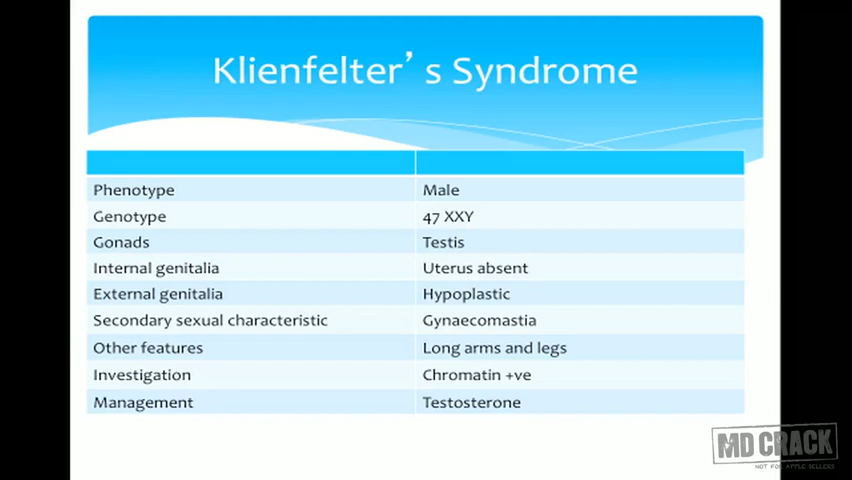 Klienfelter's Syndrome
Phenotype Male
Genotype 47 XXY
Gonads Testis
Internal genitalia Uterus absent
External genitalia Hypoplastic
Secondary sexual characteristic Gynaecomastia
Other features Long arms and legs
Investigation Chromatin +ve
Management Testosterone
MD CRACK
NOT FOR APPLE SELLERS